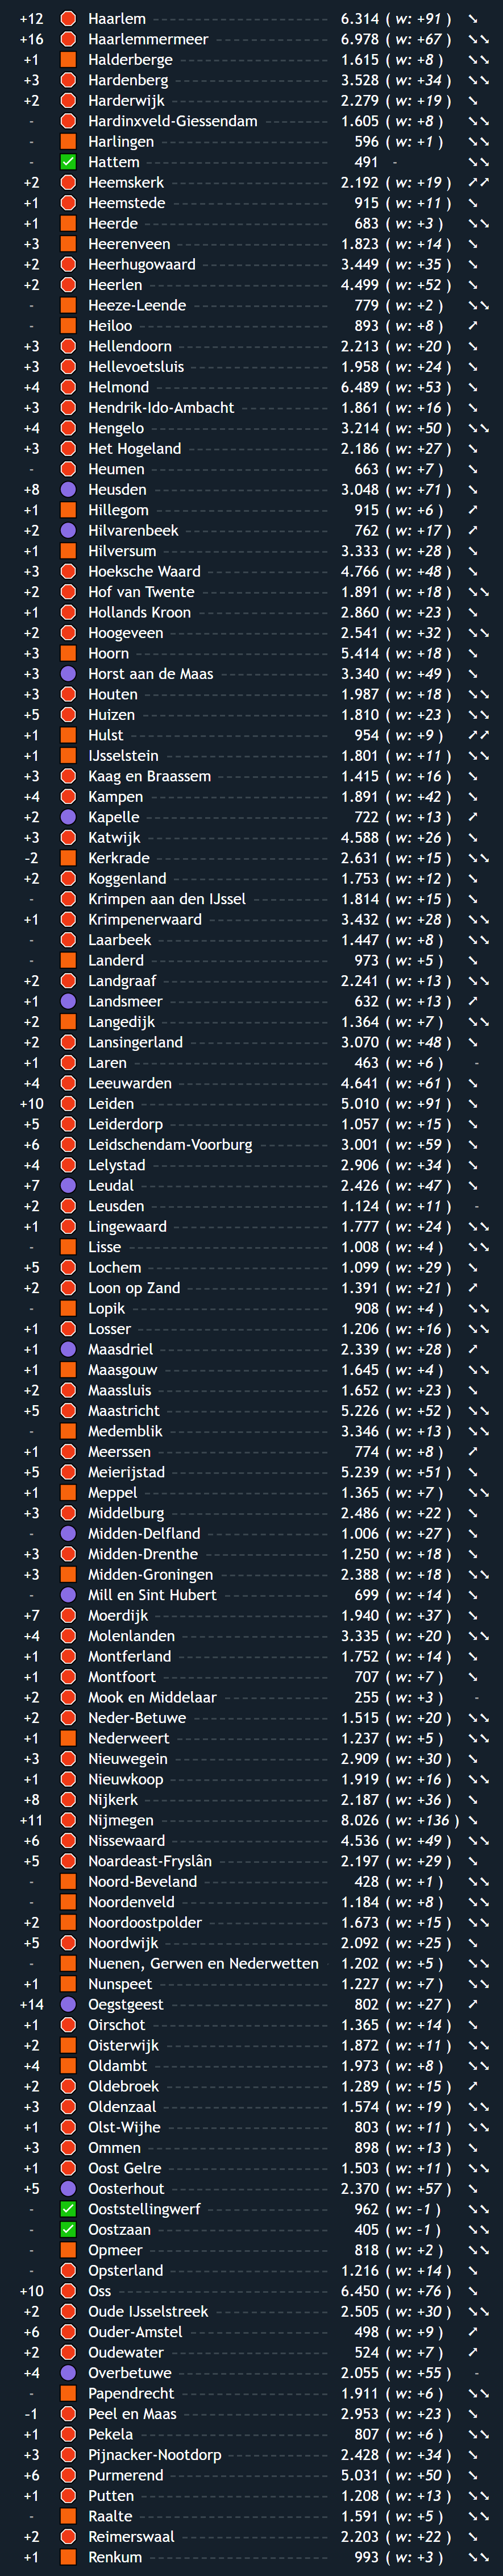 +12 Haarlem 6.314 ( w: +91 ) ↘
+16 Haarlemmermeer 6.978 ( w: +67 ) ↘↘
+1 Halderberge 1.615 ( w: +8 ) ↘↘
+3 Hardenberg 3.528 ( w: +34 ) ↘↘
+2 Harderwijk 2.279 ( w: +19 ) ↘
- Hardinxveld-Giessendam 1.605 ( w: +8 ) ↘↘
- Harlingen 596 ( w: +1 ) ↘↘
- Hattem 491 - ↘↘
+2 Heemskerk 2.192 ( w: +19 ) ↗↗
+1 Heemstede 915 ( w: +11 ) ↘
+1 Heerde 683 ( w: +3 ) ↘↘
+3 Heerenveen 1.823 ( w: +14 ) ↘
+2 Heerhugowaard 3.449 ( w: +35 ) ↘
+2 Heerlen 4.499 ( w: +52 ) ↘
- Heeze-Leende 779 ( w: +2 ) ↘↘
- Heiloo 893 ( w: +8 ) ↗
+3 Hellendoorn 2.213 ( w: +20 ) ↘
+3 Hellevoetsluis 1.958 ( w: +24 ) ↘
+4 Helmond 6.489 ( w: +53 ) ↘
+3 Hendrik-Ido-Ambacht 1.861 ( w: +16 ) ↘
+4 Hengelo 3.214 ( w: +50 ) ↘↘
+3 Het Hogeland 2.186 ( w: +27 ) ↘
- Heumen 663 ( w: +7 ) ↘
+8 Heusden 3.048 ( w: +71 ) ↘
+1 Hillegom 915 ( w: +6 ) ↗
+2 Hilvarenbeek 762 ( w: +17 ) ↗
+1 Hilversum 3.333 ( w: +28 ) ↘
+3 Hoeksche Waard 4.766 ( w: +48 ) ↘
+2 Hof van Twente 1.891 ( w: +18 ) ↘↘
+1 Hollands Kroon 2.860 ( w: +23 ) ↘
+2 Hoogeveen 2.541 ( w: +32 ) ↘↘
+3 Hoorn 5.414 ( w: +18 ) ↘
+3 Horst aan de Maas 3.340 ( w: +49 ) ↘
+3 Houten 1.987 ( w: +18 ) ↘↘
+5 Huizen 1.810 ( w: +23 ) ↘↘
+1 Hulst 954 ( w: +9 ) ↗↗
+1 IJsselstein 1.801 ( w: +11 ) ↘↘
+3 Kaag en Braassem 1.415 ( w: +16 ) ↘
+4 Kampen 1.891 ( w: +42 ) ↘
+2 Kapelle 722 ( w: +13 ) ↗
+3 Katwijk 4.588 ( w: +26 ) ↘
-2 Kerkrade 2.631 ( w: +15 ) ↘↘
+2 Koggenland 1.753 ( w: +12 ) ↘
- Krimpen aan den IJssel 1.814 ( w: +15 ) ↘
+1 Krimpenerwaard 3.432 ( w: +28 ) ↘↘
- Laarbeek 1.447 ( w: +8 ) ↘↘
- Landerd 973 ( w: +5 ) ↘
+2 Landgraaf 2.241 ( w: +13 ) ↘↘
+1 Landsmeer 632 ( w: +13 ) ↗
+2 Langedijk 1.364 ( w: +7 ) ↘↘
+2 Lansingerland 3.070 ( w: +48 ) ↘
+1 Laren 463 ( w: +6 ) -
+4 Leeuwarden 4.641 ( w: +61 ) ↘
+10 Leiden 5.010 ( w: +91 ) ↘
+5 Leiderdorp 1.057 ( w: +15 ) ↘
+6 Leidschendam-Voorburg 3.001 ( w: +59 ) ↘
+4 Lelystad 2.906 ( w: +34 ) ↘
+7 Leudal 2.426 ( w: +47 ) ↘
+2 Leusden 1.124 ( w: +11 ) -
+1 Lingewaard 1.777 ( w: +24 ) ↘↘
- Lisse 1.008 ( w: +4 ) ↘↘
+5 Lochem 1.099 ( w: +29 ) ↘
+2 Loon op Zand 1.391 ( w: +21 ) ↗
- Lopik 908 ( w: +4 ) ↘↘
+1 Losser 1.206 ( w: +16 ) ↘↘
+1 Maasdriel 2.339 ( w: +28 ) ↗
+1 Maasgouw 1.645 ( w: +4 ) ↘↘
+2 Maassluis 1.652 ( w: +23 ) ↘
+5 Maastricht 5.226 ( w: +52 ) ↘↘
- Medemblik 3.346 ( w: +13 ) ↘↘
+1 Meerssen 774 ( w: +8 ) ↗
+5 Meierijstad 5.239 ( w: +51 ) ↘
+1 Meppel 1.365 ( w: +7 ) ↘↘
+3 Middelburg 2.486 ( w: +22 ) ↘
- Midden-Delfland 1.006 ( w: +27 ) ↘
+3 Midden-Drenthe 1.250 ( w: +18 ) ↘
+3 Midden-Groningen 2.388 ( w: +18 ) ↘↘
- Mill en Sint Hubert 699 ( w: +14 ) ↘
+7 Moerdijk 1.940 ( w: +37 ) ↘
+4 Molenlanden 3.335 ( w: +20 ) ↘↘
+1 Montferland 1.752 ( w: +14 ) ↘
+1 Montfoort 707 ( w: +7 ) ↘
+2 Mook en Middelaar 255 ( w: +3 ) -
+2 Neder-Betuwe 1.515 ( w: +20 ) ↘↘
+1 Nederweert 1.237 ( w: +5 ) ↘↘
+3 Nieuwegein 2.909 ( w: +30 ) ↘
+1 Nieuwkoop 1.919 ( w: +16 ) ↘↘
+8 Nijkerk 2.187 ( w: +36 ) ↘
+11 Nijmegen 8.026 ( w: +136 ) ↘
+6 Nissewaard 4.536 ( w: +49 ) ↘↘
+5 Noardeast-Fryslân 2.197 ( w: +29 ) ↘
- Noord-Beveland 428 ( w: +1 ) ↘↘
- Noordenveld 1.184 ( w: +8 ) ↘↘
+2 Noordoostpolder 1.673 ( w: +15 ) ↘↘
+5 Noordwijk 2.092 ( w: +25 ) ↘
- Nuenen, Gerwen en Nederwetten 1.202 ( w: +5 ) ↘↘
+1 Nunspeet 1.227 ( w: +7 ) ↘↘
+14 Oegstgeest 802 ( w: +27 ) ↗
+1 Oirschot 1.365 ( w: +14 ) ↘
+2 Oisterwijk 1.872 ( w: +11 ) ↘↘
+4 Oldambt 1.973 ( w: +8 ) ↘↘
+2 Oldebroek 1.289 ( w: +15 ) ↗
+3 Oldenzaal 1.574 ( w: +19 ) ↘↘
+1 Olst-Wijhe 803 ( w: +11 ) ↘↘
+3 Ommen 898 ( w: +13 ) ↘
+1 Oost Gelre 1.503 ( w: +11 ) ↘↘
+5 Oosterhout 2.370 ( w: +57 ) ↘
- Ooststellingwerf 962 ( w: -1 ) ↘↘
- Oostzaan 405 ( w: -1 ) ↘↘
- Opmeer 818 ( w: +2 ) ↘↘
- Opsterland 1.216 ( w: +14 ) ↘
+10 Oss 6.450 ( w: +76 ) ↘
+2 Oude IJsselstreek 2.505 ( w: +30 ) ↘↘
+6 Ouder-Amstel 498 ( w: +9 ) ↗
+2 Oudewater 524 ( w: +7 ) ↗
+4 Overbetuwe 2.055 ( w: +55 ) -
- Papendrecht 1.911 ( w: +6 ) ↘↘
-1 Peel en Maas 2.953 ( w: +23 ) ↘
+1 Pekela 807 ( w: +6 ) ↘↘
+3 Pijnacker-Nootdorp 2.428 ( w: +34 ) ↘
+6 Purmerend 5.031 ( w: +50 ) ↘
+1 Putten 1.208 ( w: +13 ) ↘↘
- Raalte 1.591 ( w: +5 ) ↘↘
+2 Reimerswaal 2.203 ( w: +22 ) ↘
+1 Renkum 993 ( w: +3 ) ↘↘